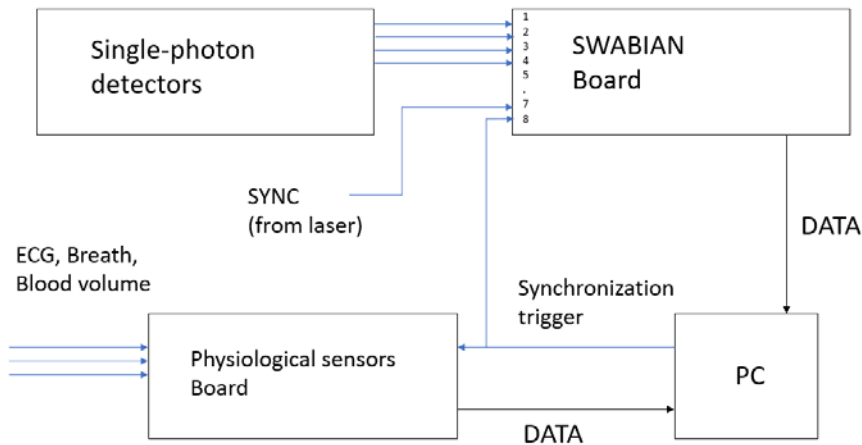 Single-photon
detectors
1
2
3
4
5
.
7
8
SWABIAN
Board
SYNC
(from laser)
DATA
ECG, Breath,
Blood volume
Synchronization
trigger
Physiological sensors
Board
PC
DATA